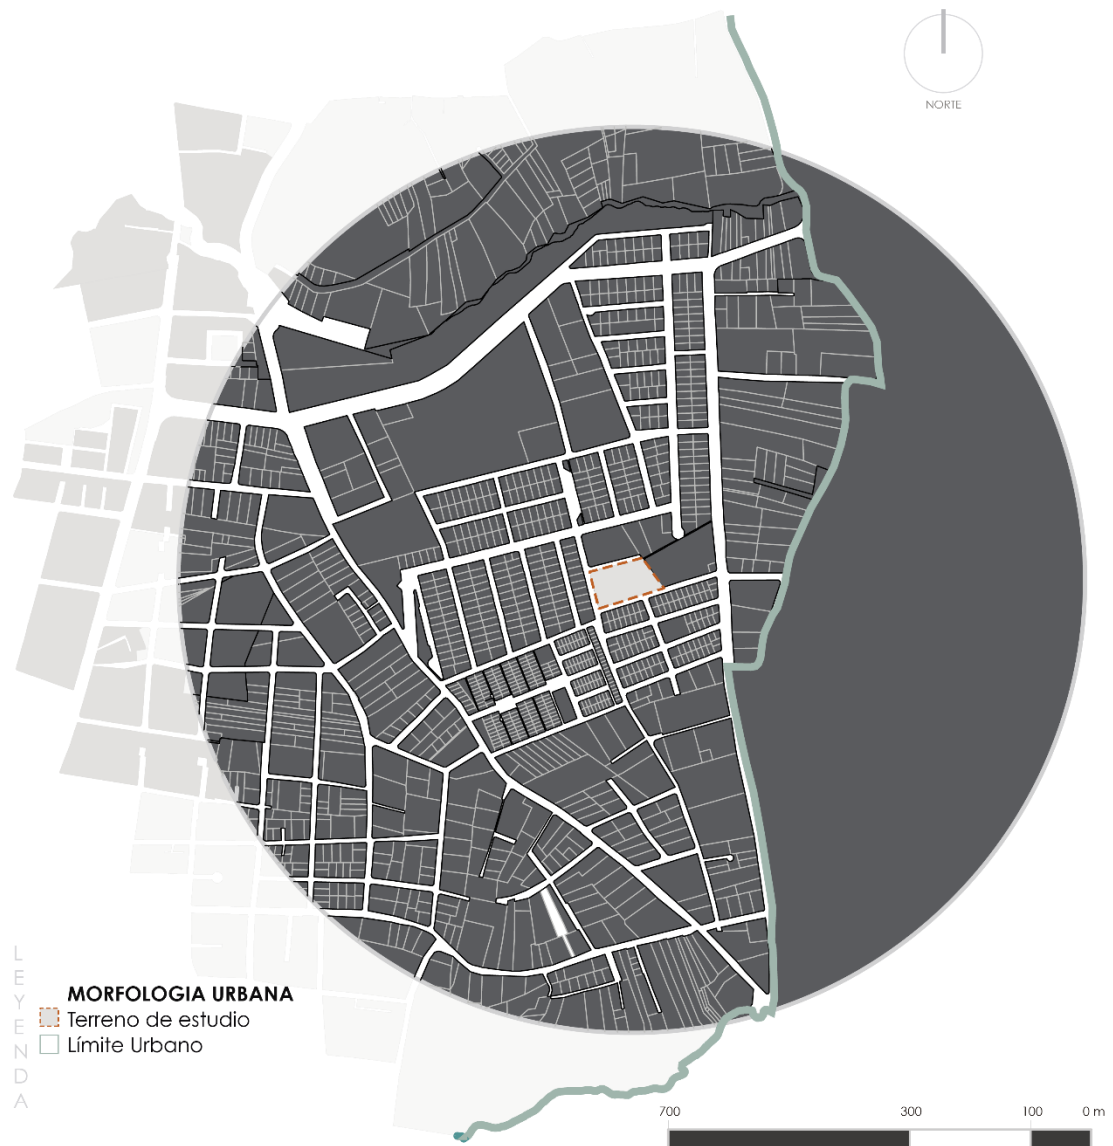 NORTE
LEYENDA
MORFOLOGIA URBANA
Terreno de estudio
Límite Urbano
700 300 100 0 m